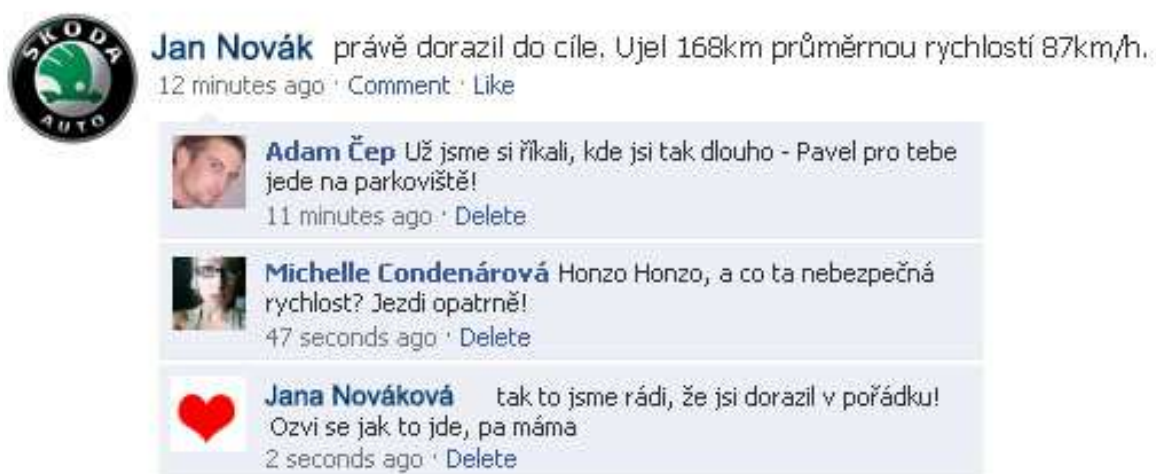 ŠKODA
AUTO
Jan Novák právě dorazil do cíle. Ujel 168km průměrnou rychlostí 87km/h.
12 minutes ago · Comment · Like
Adam Čep Už jsme si říkali, kde jsi tak dlouho - Pavel pro tebe
jede na parkoviště!
11 minutes ago · Delete
Michelle Condenárová Honzo Honzo, a co ta nebezpečná
rychlost? Jezdi opatrně!
47 seconds ago · Delete
Jana Nováková tak to jsme rádi, že jsi dorazil v pořádku!
Ozvi se jak to jde, pa máma
2 seconds ago · Delete